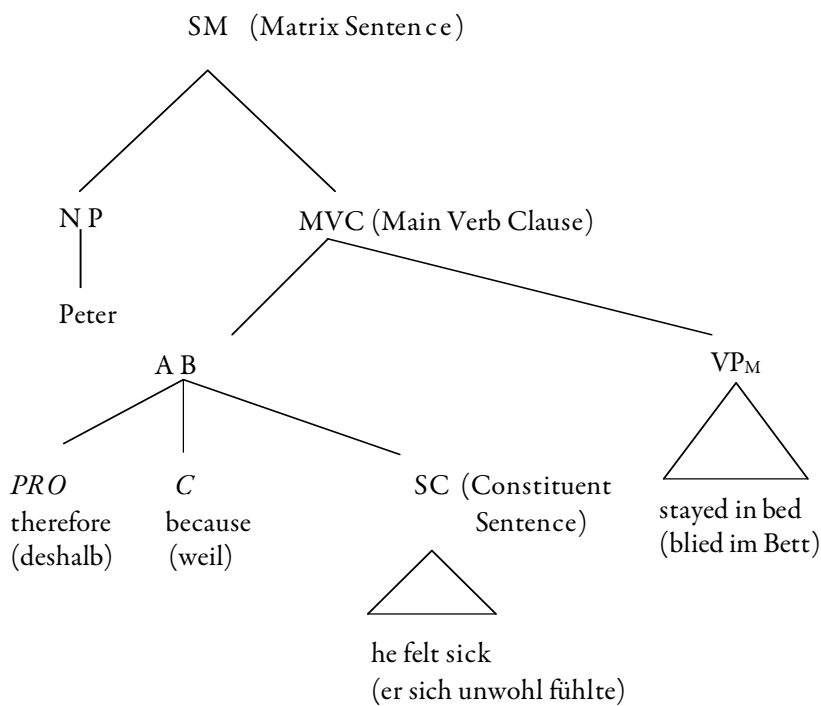 SM (Matrix Sentence)
NP
MVC (Main Verb Clause)
Peter
AB
VPM
PRO
C
SC (Constituent
therefore
because
Sentence)
stayed in bed
(deshalb)
(weil)
(blied im Bett)
he felt sick
(er sich unwohl fühlte)